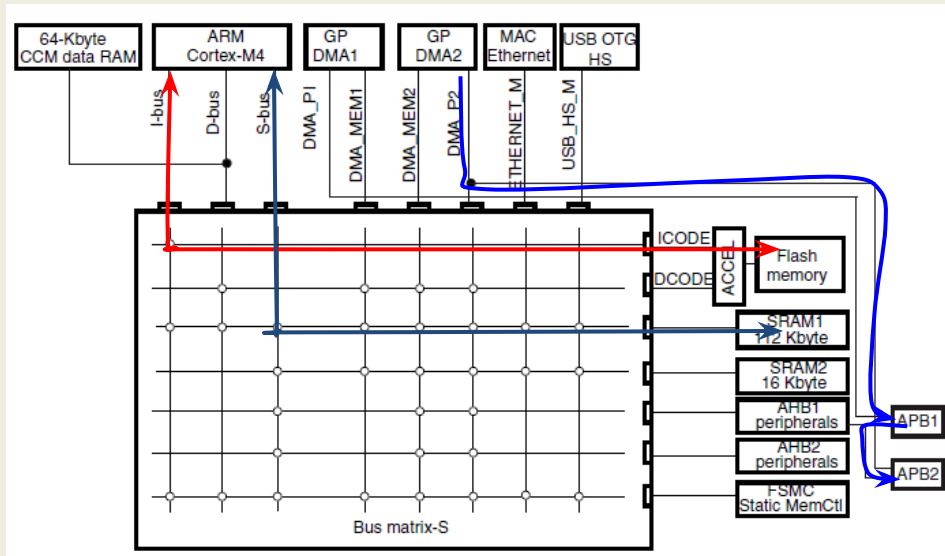 64-Kbyte
CCM data RAM
ARM
Cortex-M4
GP
DMA1
GP
DMA2
MAC
Ethernet
USB OTG
HS
I-bus
D-bus
S-bus
DMA_PI
DMA_MEM1
DMA_MEM2
DMA_P2
ETHERNET_M
USB_HS_M
ICODE
DCODE
ACCEL
Flash
memory
SRAM1
112 Kbyte
SRAM2
16 Kbyte
AHB1
peripherals
AHB2
peripherals
FSMC
Static MemCtl
APB1
APB2
Bus matrix-S